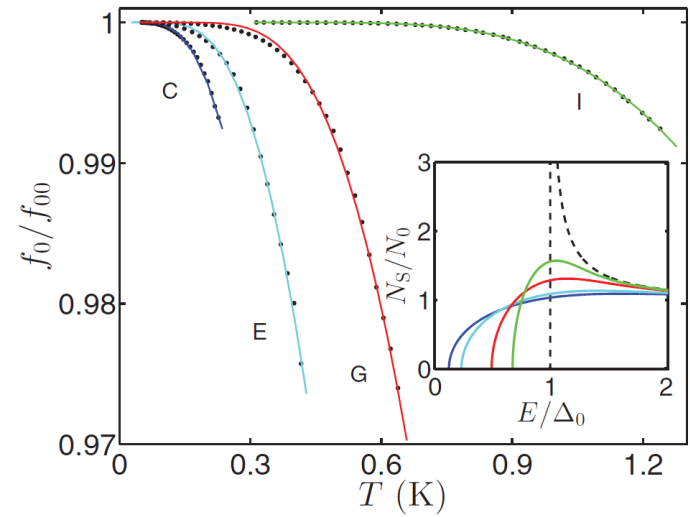 1
0.99
0.98
0.97
f₀/f₀₀
0 0.3 0.6 0.9 1.2
T (K)
C
E
G
I
3
2
1
0
N_S/N₀
0 1 2
E/Δ₀